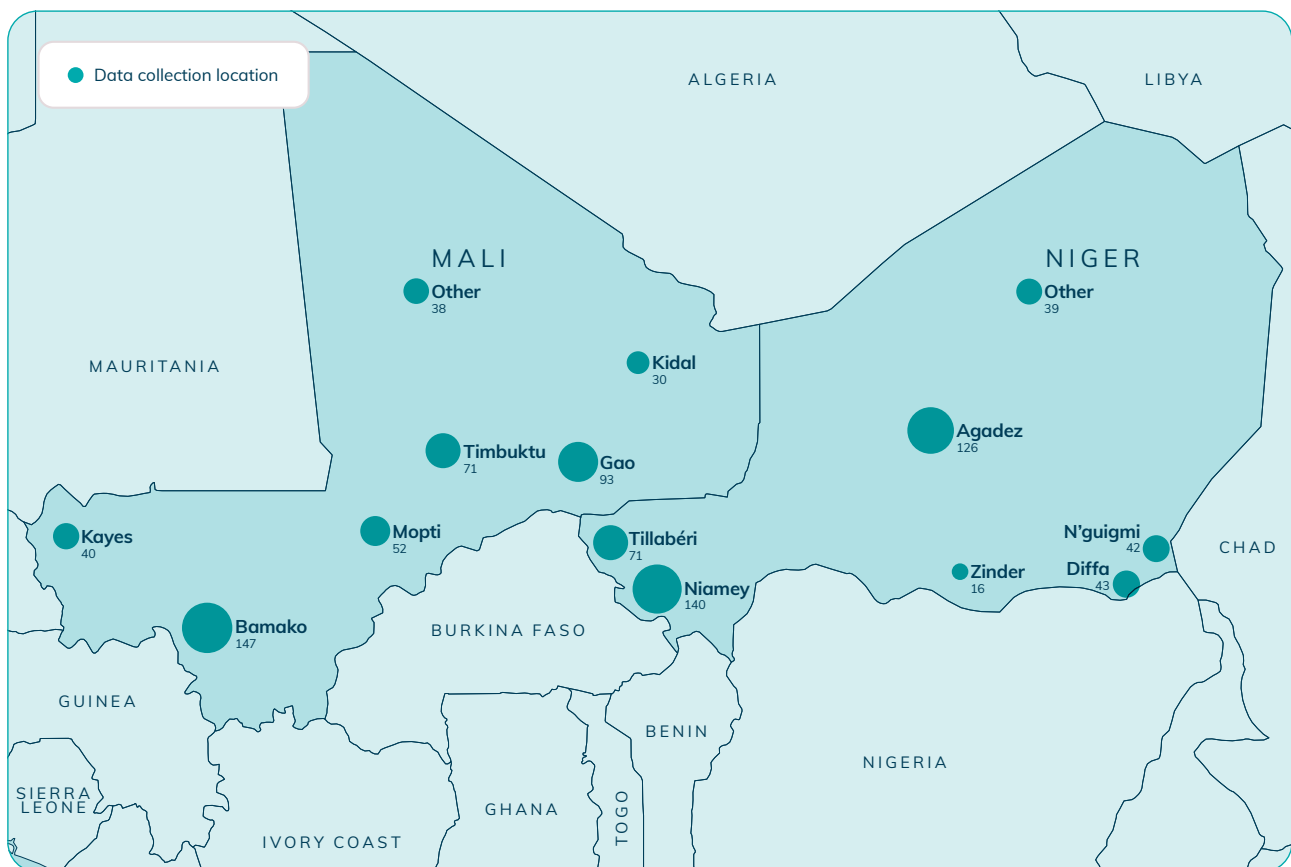 Data collection location
ALGERIA
LIBYA
MALI
NIGER
Other
38
Other
39
MAURITANIA
Kidal
30
Agadez
126
Timbuktu
71
Gao
93
Kayes
40
Mopti
52
Tillabéri
71
N’guigmi
42
CHAD
Diffa
43
Zinder
16
Niamey
140
Bamako
147
BURKINA FASO
GUINEA
BENIN
NIGERIA
SIERRA
LEONE
GHANA
TOGO
IVORY COAST